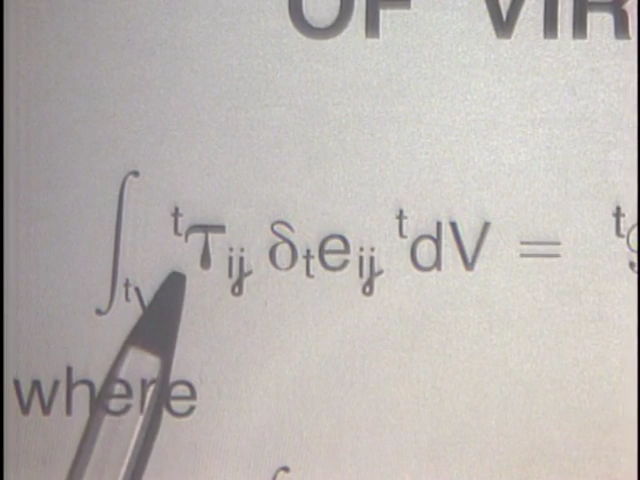 OF VIR
∫ₜᵥ ᵗτᵢⱼ δₜeᵢⱼ ᵗdV = ᵗ
where